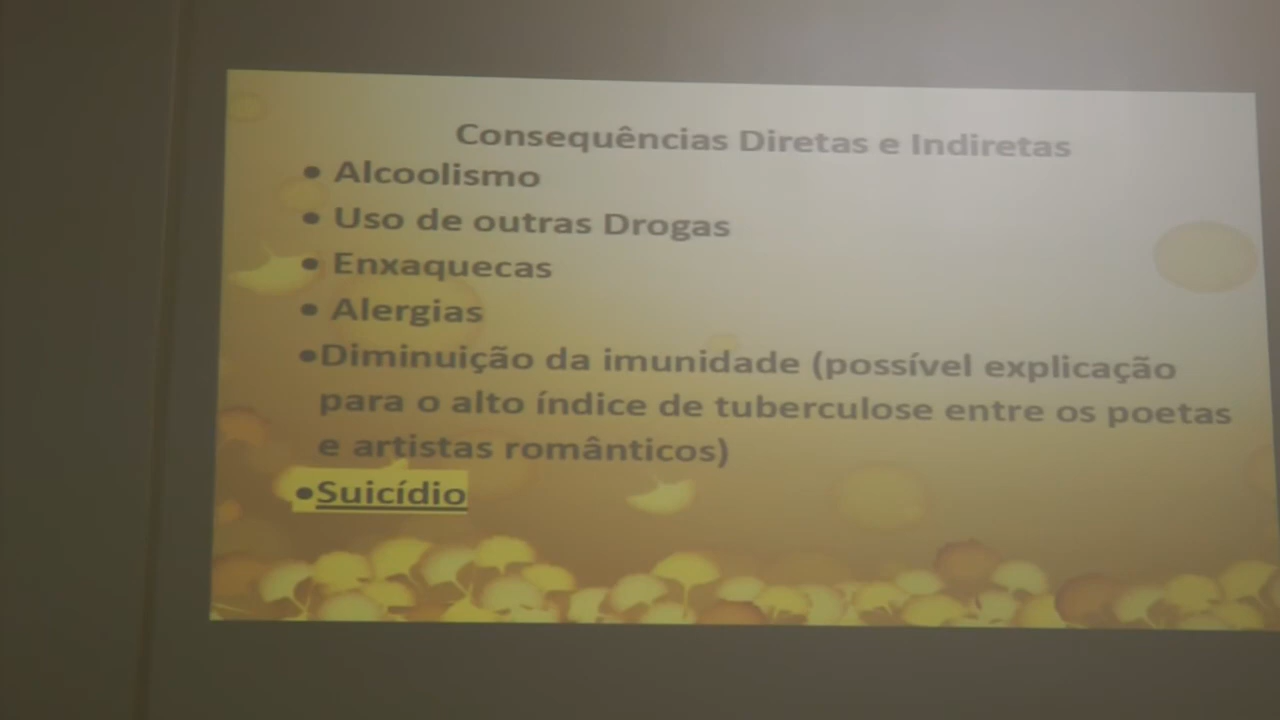 Consequências Diretas e Indiretas
• Alcoolismo
• Uso de outras Drogas
• Enxaquecas
• Alergias
•Diminuição da imunidade (possível explicação
para o alto índice de tuberculose entre os poetas
e artistas românticos)
•Suicídio